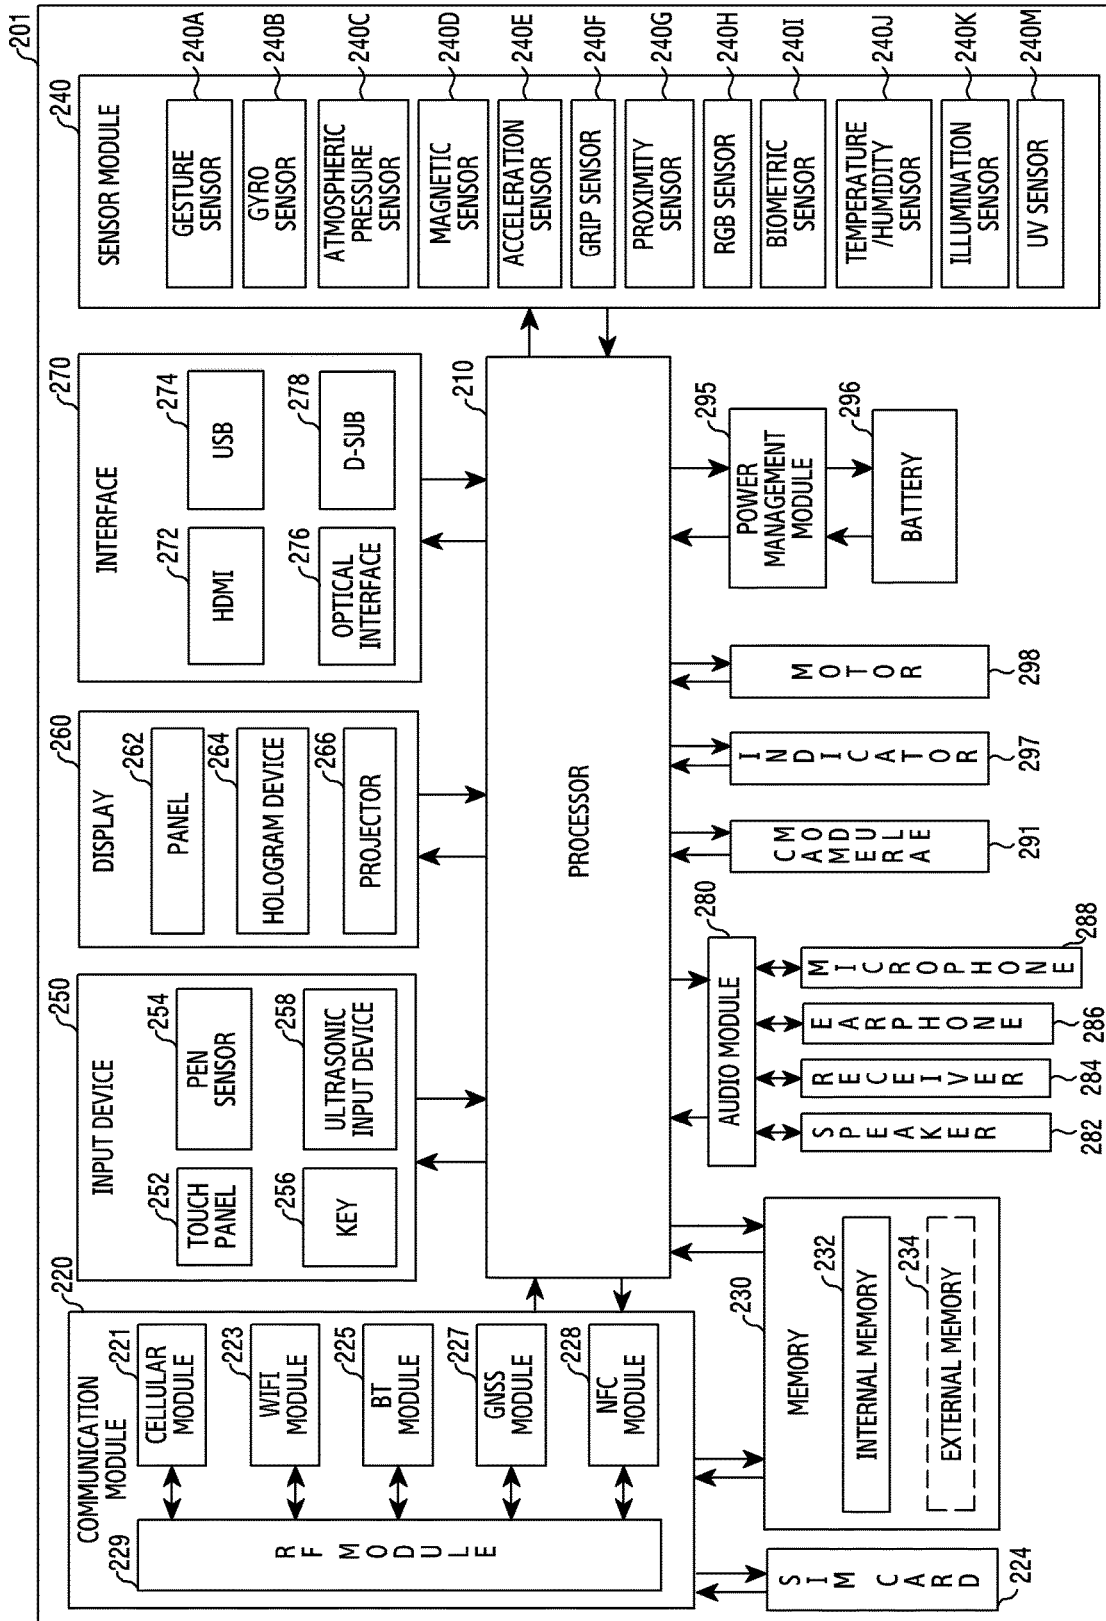 201
COMMUNICATION
MODULE
220
229
RF MODULE
221
CELLULAR
MODULE
223
WIFI
MODULE
225
BT
MODULE
227
GNSS
MODULE
228
NFC
MODULE
INPUT DEVICE
250
252
TOUCH
PANEL
254
PEN
SENSOR
256
KEY
258
ULTRASONIC
INPUT DEVICE
DISPLAY
260
262
PANEL
264
HOLOGRAM DEVICE
266
PROJECTOR
INTERFACE
270
272
HDMI
274
USB
276
OPTICAL
INTERFACE
278
D-SUB
SENSOR MODULE
240
GESTURE
SENSOR
240A
GYRO
SENSOR
240B
ATMOSPHERIC
PRESSURE
SENSOR
240C
MAGNETIC
SENSOR
240D
ACCELERATION
SENSOR
240E
GRIP SENSOR
240F
PROXIMITY
SENSOR
240G
RGB SENSOR
240H
BIOMETRIC
SENSOR
240I
TEMPERATURE
/HUMIDITY
SENSOR
240J
ILLUMINATION
SENSOR
240K
UV SENSOR
240M
PROCESSOR
210
SIM CARD
224
MEMORY
230
232
INTERNAL MEMORY
234
EXTERNAL MEMORY
AUDIO MODULE
280
SPEAKER
282
RECEIVER
284
EARPHONE
286
MICROPHONE
288
CAMERA
MODULE
291
INDICATOR
297
MOTOR
298
POWER
MANAGEMENT
MODULE
295
BATTERY
296